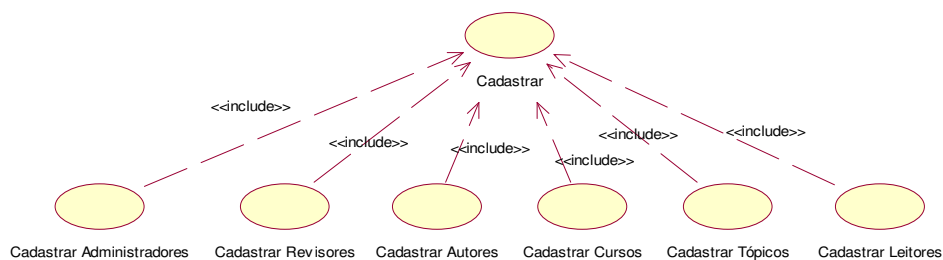 Cadastrar
<<include>>
<<include>>
<<include>>
<<include>>
<<include>>
<<include>>
Cadastrar Administradores
Cadastrar Revisores
Cadastrar Autores
Cadastrar Cursos
Cadastrar Tópicos
Cadastrar Leitores